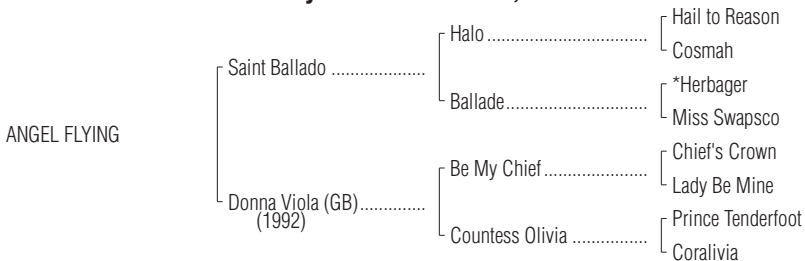 Hail to Reason
Halo
Cosmah
Saint Ballado
*Herbager
Ballade
Miss Swapsco
ANGEL FLYING
Chief's Crown
Be My Chief
Lady Be Mine
Donna Viola (GB)
(1992)
Prince Tenderfoot
Countess Olivia
Coralivia